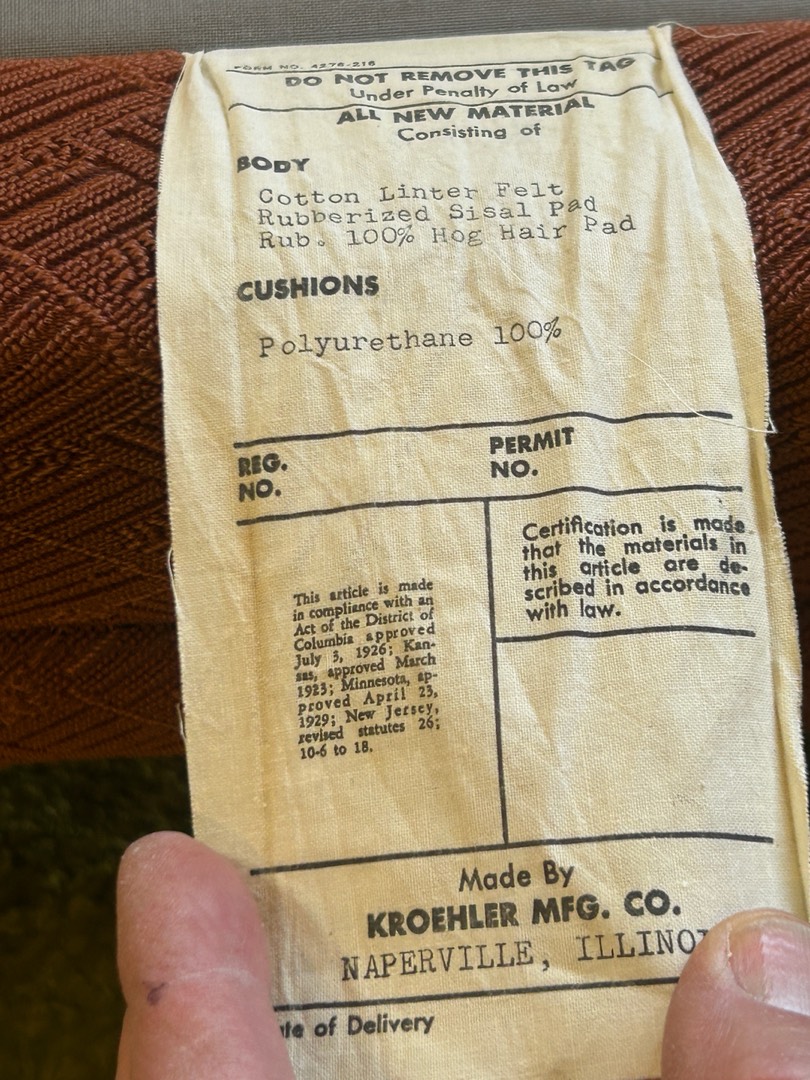 FORM NO. 4276-216
DO NOT REMOVE THIS TAG
Under Penalty of Law
ALL NEW MATERIAL
Consisting of
BODY
Cotton Linter Felt
Rubberized Sisal Pad
Rub. 100% Hog Hair Pad
CUSHIONS
Polyurethane 100%
REG.
NO.
PERMIT
NO.
This article is made
in compliance with an
Act of the District of
Columbia approved
July 3, 1926; Kan-
sas, approved March
1923; Minnesota, ap-
proved April 23,
1929; New Jersey,
revised statutes 26;
10-6 to 18.
Certification is made
that the materials in
this article are de-
scribed in accordance
with law.
Made By
KROEHLER MFG. CO.
NAPERVILLE, ILLINO
of Delivery